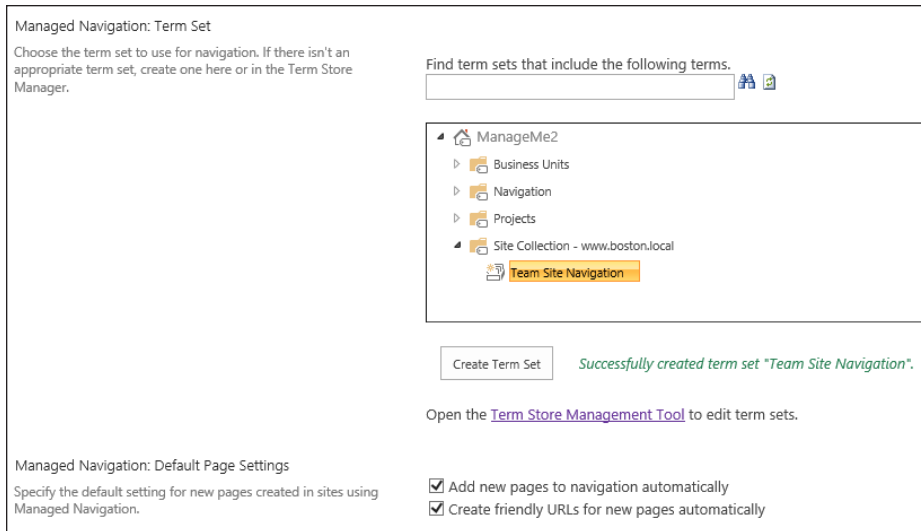 Managed Navigation: Term Set
Choose the term set to use for navigation. If there isn't an
appropriate term set, create one here or in the Term Store
Manager.
Find term sets that include the following terms.
ManageMe2
Business Units
Navigation
Projects
Site Collection - www.boston.local
Team Site Navigation
Create Term Set
Successfully created term set "Team Site Navigation".
Open the Term Store Management Tool to edit term sets.
Managed Navigation: Default Page Settings
Specify the default setting for new pages created in sites using
Managed Navigation.
Add new pages to navigation automatically
Create friendly URLs for new pages automatically